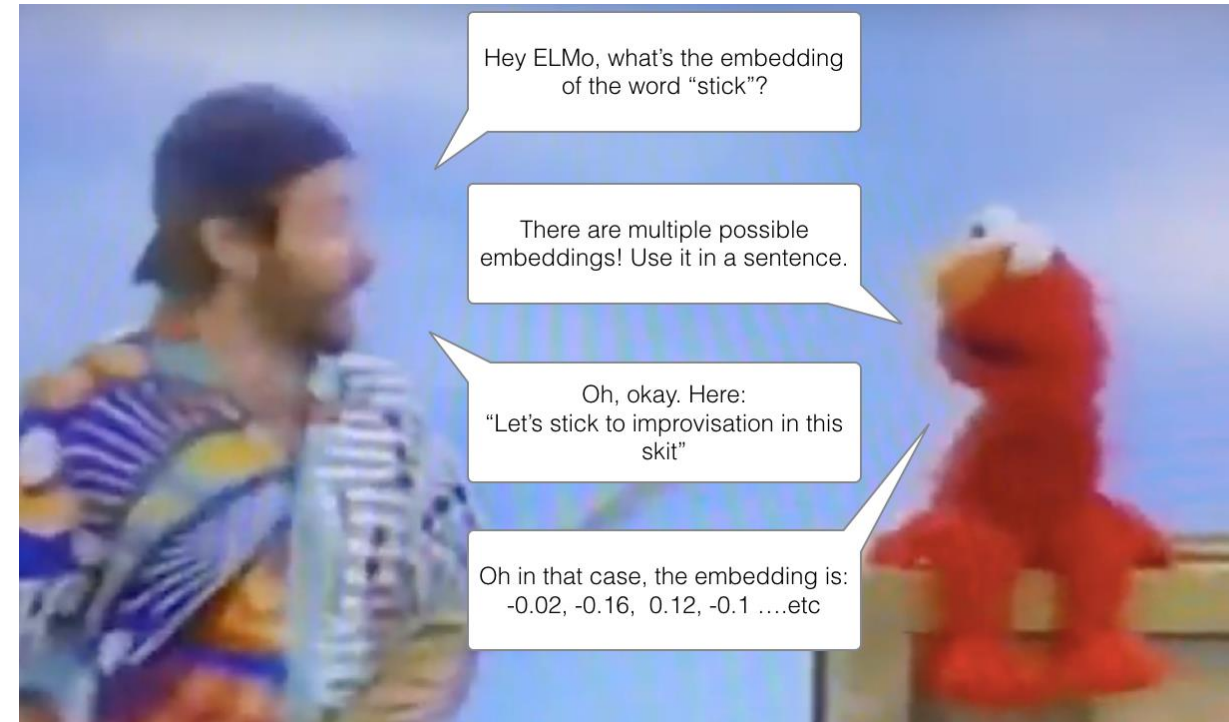 Hey ELMo, what’s the embedding
of the word “stick”?
There are multiple possible
embeddings! Use it in a sentence.
Oh, okay. Here:
“Let’s stick to improvisation in this
skit”
Oh in that case, the embedding is:
-0.02, -0.16, 0.12, -0.1 ….etc